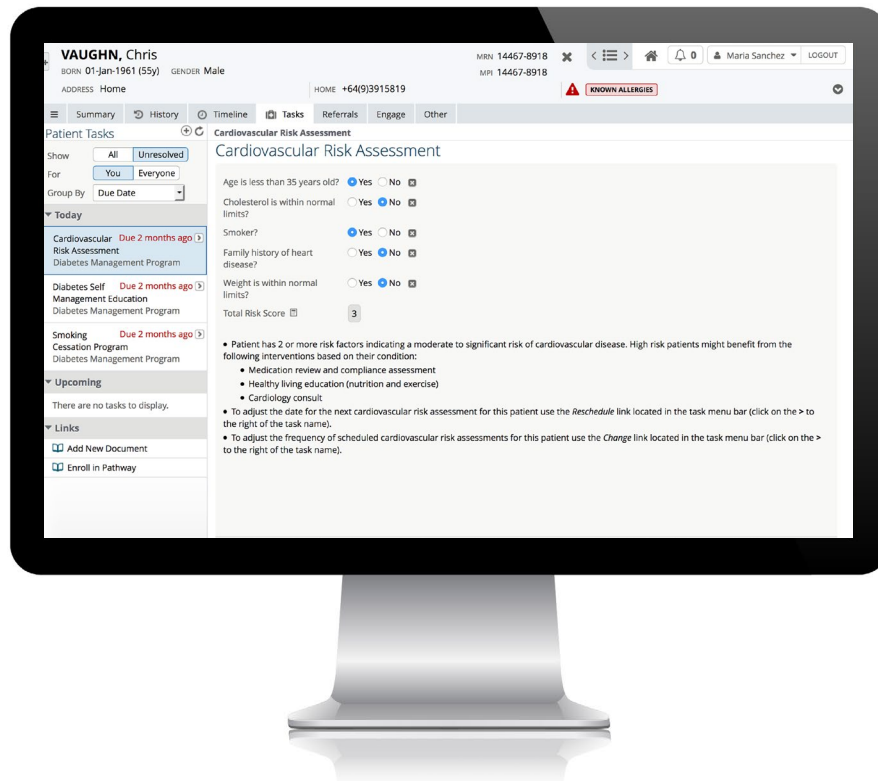 VAUGHN, Chris
BORN 01-Jan-1961 (55y) GENDER Male
MRN 14467-8918
MPI 14467-8918
0
Maria Sanchez
LOGOUT
ADDRESS Home
HOME +64(9)3915819
KNOWN ALLERGIES
Summary History Timeline Tasks Referrals Engage Other
Patient Tasks
Show All Unresolved
For You Everyone
Group By Due Date
Today
Cardiovascular Due 2 months ago
Risk Assessment
Diabetes Management Program
Diabetes Self Due 2 months ago
Management Education
Diabetes Management Program
Smoking Due 2 months ago
Cessation Program
Diabetes Management Program
Upcoming
There are no tasks to display.
Links
Add New Document
Enroll in Pathway
Cardiovascular Risk Assessment
Cardiovascular Risk Assessment
Age is less than 35 years old? Yes No
Cholesterol is within normal Yes No
limits?
Smoker? Yes No
Family history of heart Yes No
disease?
Weight is within normal Yes No
limits?
Total Risk Score 3
• Patient has 2 or more risk factors indicating a moderate to significant risk of cardiovascular disease. High risk patients might benefit from the
following interventions based on their condition:
• Medication review and compliance assessment
• Healthy living education (nutrition and exercise)
• Cardiology consult
• To adjust the date for the next cardiovascular risk assessment for this patient use the Reschedule link located in the task menu bar (click on the > to
the right of the task name).
• To adjust the frequency of scheduled cardiovascular risk assessments for this patient use the Change link located in the task menu bar (click on the >
to the right of the task name).